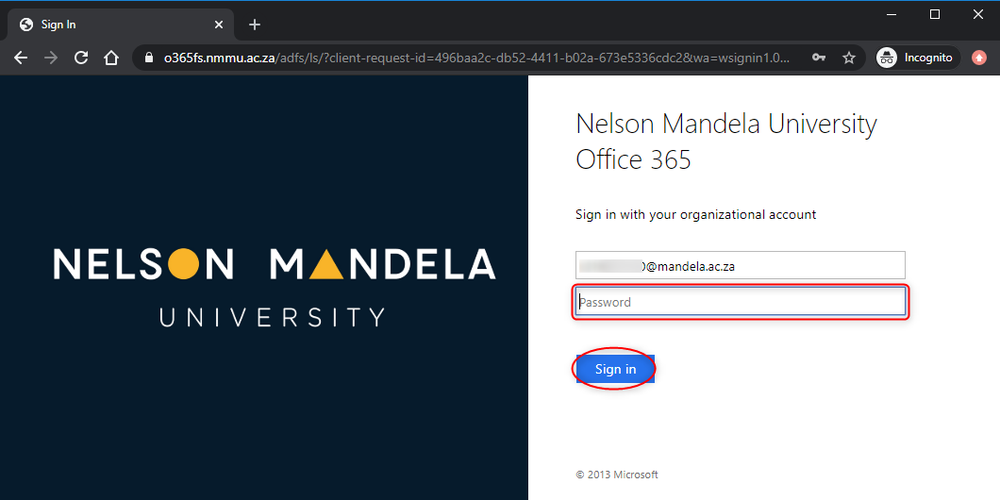 Sign In
o365fs.nmmu.ac.za/adfs/ls/?client-request-id=496baa2c-db52-4411-b02a-673e5336cdc2&wa=wsignin1.0...
Incognito
NELSON MANDELA
UNIVERSITY
Nelson Mandela University
Office 365
Sign in with your organizational account
0@mandela.ac.za
Password
Sign in
© 2013 Microsoft